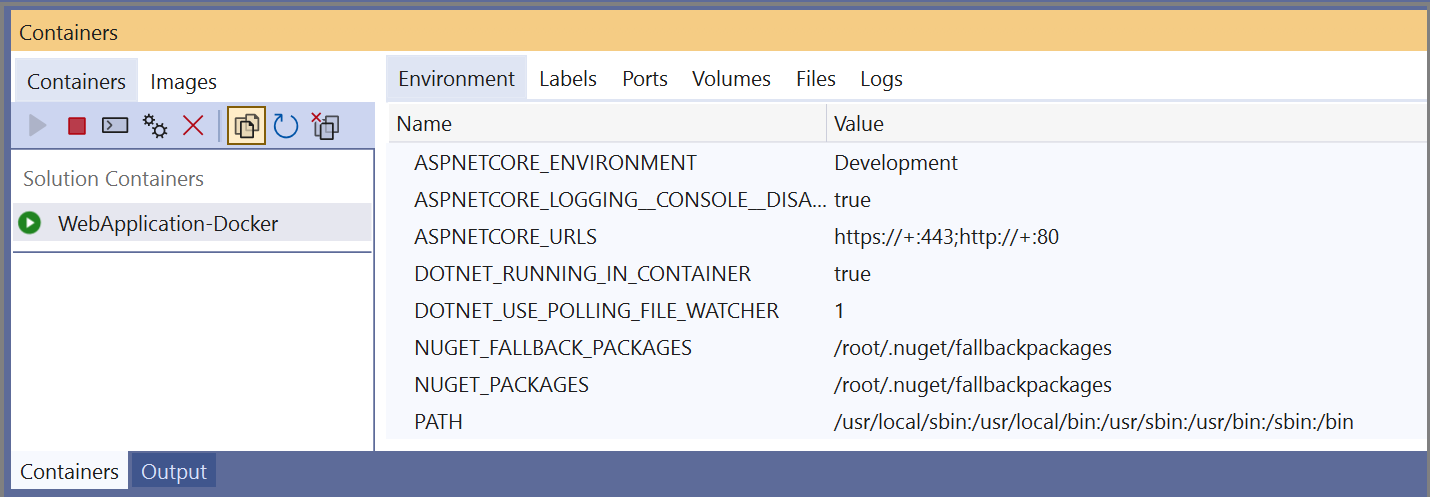 Containers
Containers Images
Solution Containers
WebApplication-Docker
Environment Labels Ports Volumes Files Logs
Name Value
ASPNETCORE_ENVIRONMENT Development
ASPNETCORE_LOGGING__CONSOLE__DISA... true
ASPNETCORE_URLS https://+:443;http://+:80
DOTNET_RUNNING_IN_CONTAINER true
DOTNET_USE_POLLING_FILE_WATCHER 1
NUGET_FALLBACK_PACKAGES /root/.nuget/fallbackpackages
NUGET_PACKAGES /root/.nuget/fallbackpackages
PATH /usr/local/sbin:/usr/local/bin:/usr/sbin:/usr/bin:/sbin:/bin
Containers Output